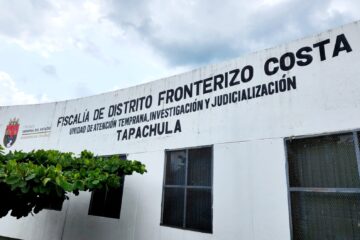 FISCALÍA DE DISTRITO FRONTERIZO COSTA
UNIDAD DE ATENCIÓN TEMPRANA, INVESTIGACIÓN Y JUDICIALIZACIÓN
TAPACHULA